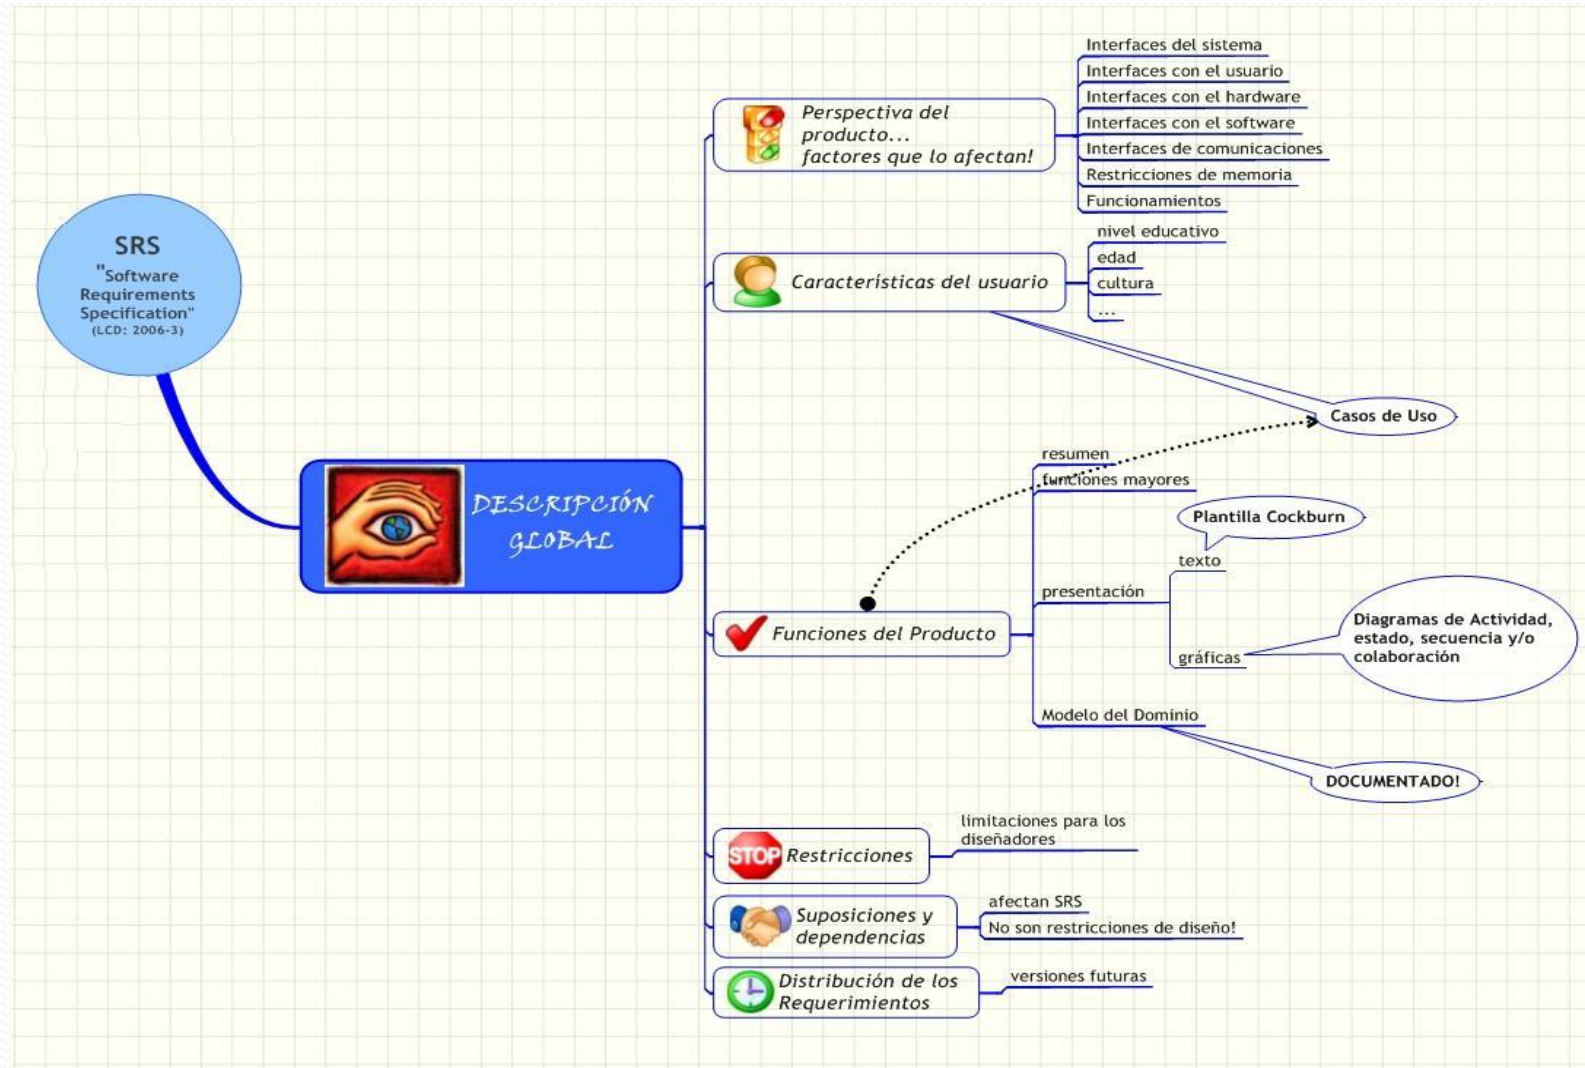 SRS
"Software
Requirements
Specification"
(LCD: 2006-3)
DESCRIPCIÓN
GLOBAL
Perspectiva del
producto...
factores que lo afectan!
Interfaces del sistema
Interfaces con el usuario
Interfaces con el hardware
Interfaces con el software
Interfaces de comunicaciones
Restricciones de memoria
Funcionamientos
Características del usuario
nivel educativo
edad
cultura
...
Casos de Uso
Funciones del Producto
resumen
funciones mayores
presentación
Plantilla Cockburn
texto
gráficas
Diagramas de Actividad,
estado, secuencia y/o
colaboración
Modelo del Dominio
DOCUMENTADO!
STOP
Restricciones
limitaciones para los
diseñadores
Suposiciones y
dependencias
afectan SRS
No son restricciones de diseño!
Distribución de los
Requerimientos
versiones futuras